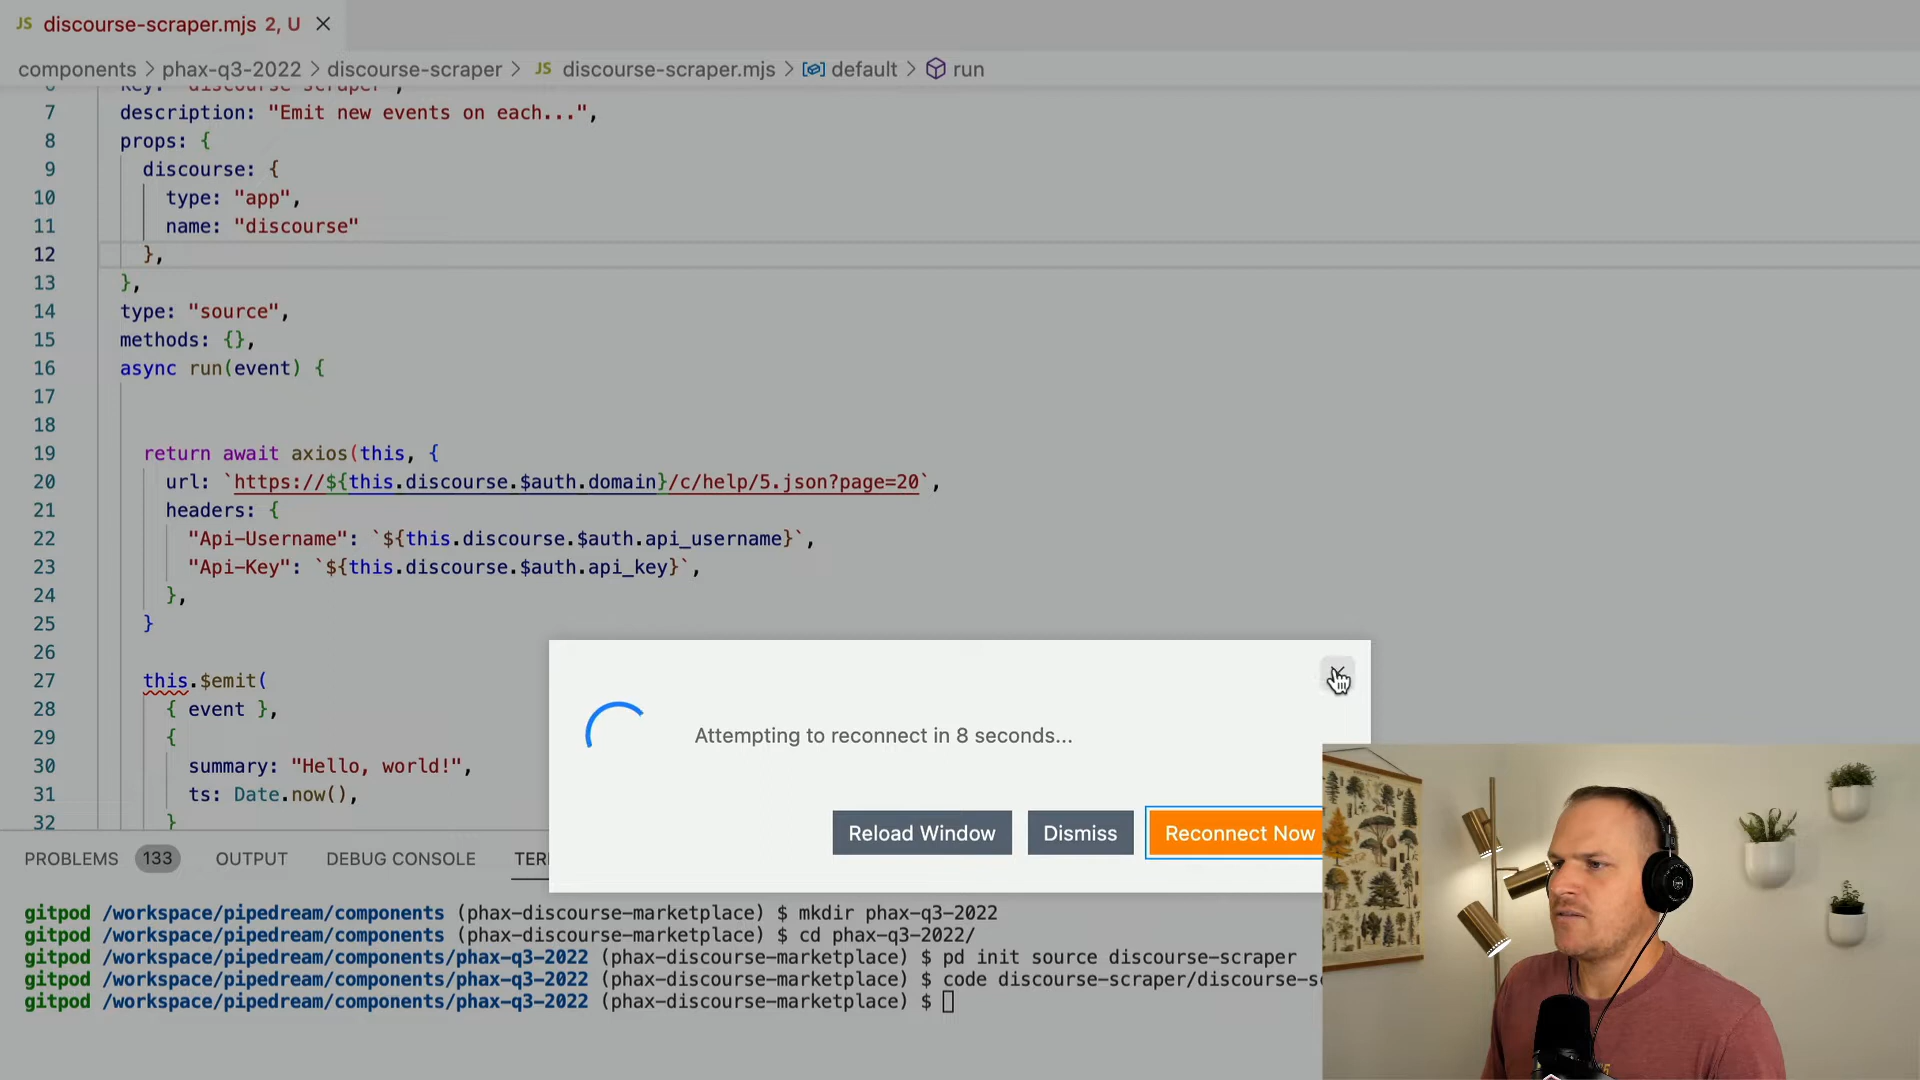 JS discourse-scraper.mjs 2, U
components > phax-q3-2022 > discourse-scraper > JS discourse-scraper.mjs > default > run
6 key: "discourse-scraper",
7 description: "Emit new events on each...",
8 props: {
9 discourse: {
10 type: "app",
11 name: "discourse"
12 },
13 },
14 type: "source",
15 methods: {},
16 async run(event) {
17
18
19 return await axios(this, {
20 url: `https://${this.discourse.$auth.domain}/c/help/5.json?page=20`,
21 headers: {
22 "Api-Username": `${this.discourse.$auth.api_username}`,
23 "Api-Key": `${this.discourse.$auth.api_key}`,
24 },
25 }
26
27 this.$emit(
28 { event },
29 {
30 summary: "Hello, world!",
31 ts: Date.now(),
32 }
Attempting to reconnect in 8 seconds...
Reload Window Dismiss Reconnect Now
PROBLEMS 133 OUTPUT DEBUG CONSOLE TER
gitpod /workspace/pipedream/components (phax-discourse-marketplace) $ mkdir phax-q3-2022
gitpod /workspace/pipedream/components (phax-discourse-marketplace) $ cd phax-q3-2022/
gitpod /workspace/pipedream/components/phax-q3-2022 (phax-discourse-marketplace) $ pd init source discourse-scraper
gitpod /workspace/pipedream/components/phax-q3-2022 (phax-discourse-marketplace) $ code discourse-scraper/discourse-s
gitpod /workspace/pipedream/components/phax-q3-2022 (phax-discourse-marketplace) $